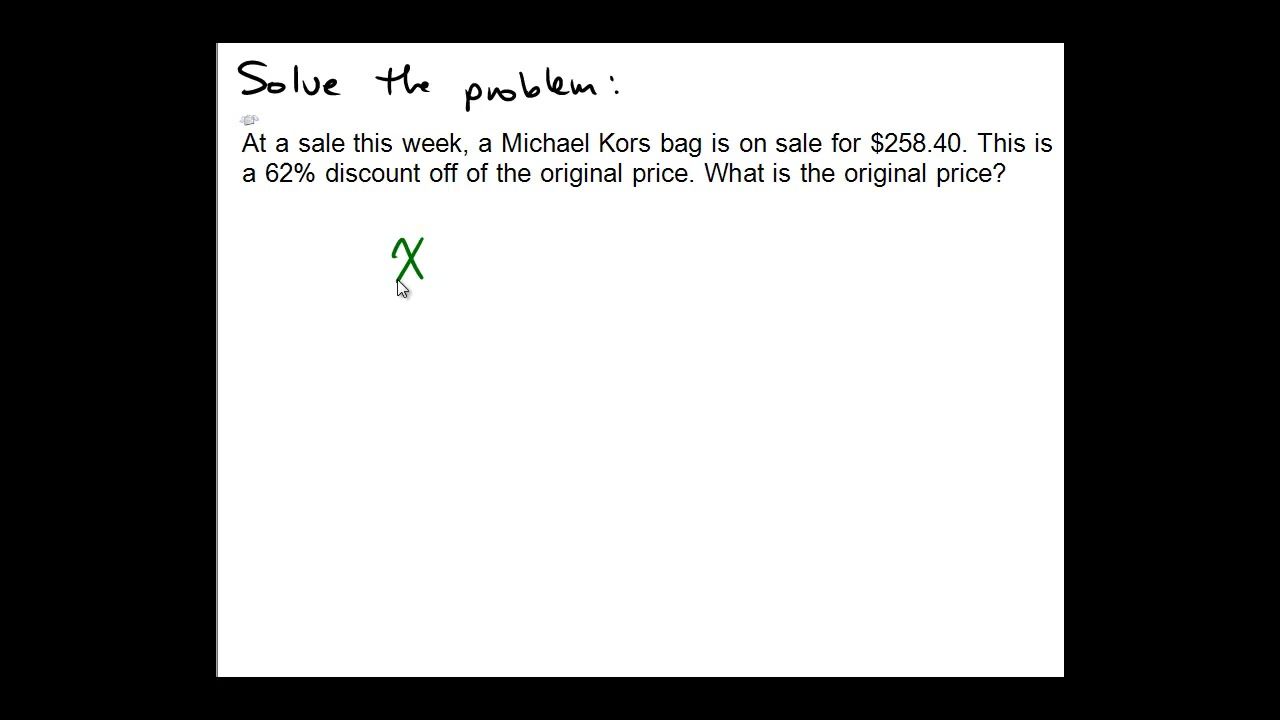 Solve the problem:
At a sale this week, a Michael Kors bag is on sale for $258.40. This is
a 62% discount off of the original price. What is the original price?
x